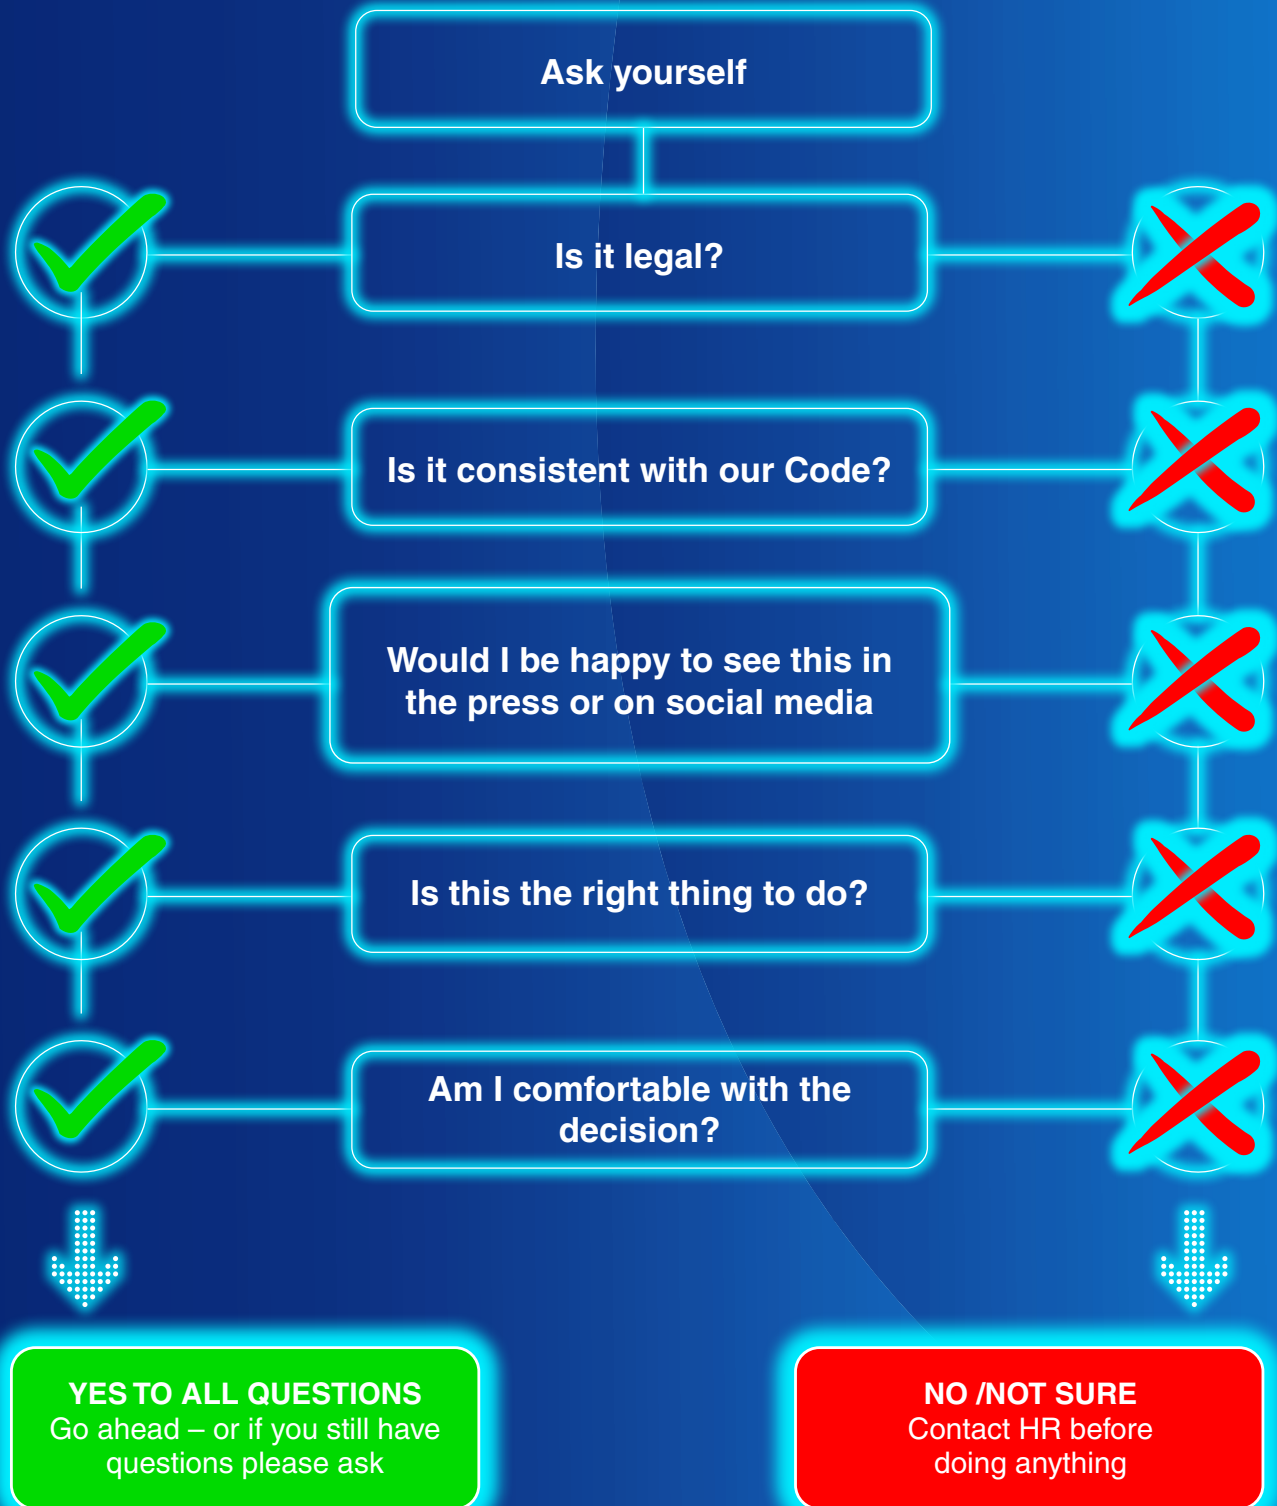 Ask yourself
Is it legal?
Is it consistent with our Code?
Would I be happy to see this in
the press or on social media
Is this the right thing to do?
Am I comfortable with the
decision?
YES TO ALL QUESTIONS
Go ahead – or if you still have
questions please ask
NO /NOT SURE
Contact HR before
doing anything